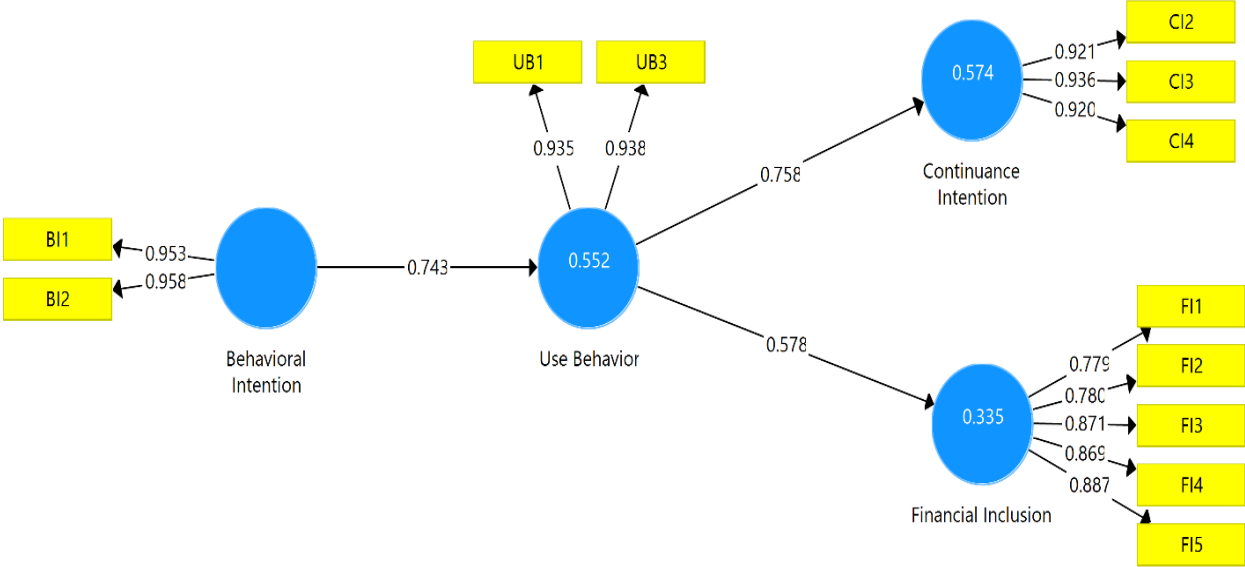 CI2
0.921
UB1
UB3
0.574
0.936
CI3
0.920
CI4
0.935
0.938
Continuance
Intention
0.758
BI1
0.953
0.743
0.552
BI2
0.958
Behavioral
Intention
Use Behavior
0.578
FI1
0.779
FI2
0.780
0.335
0.871
FI3
0.869
FI4
0.887
Financial Inclusion
FI5